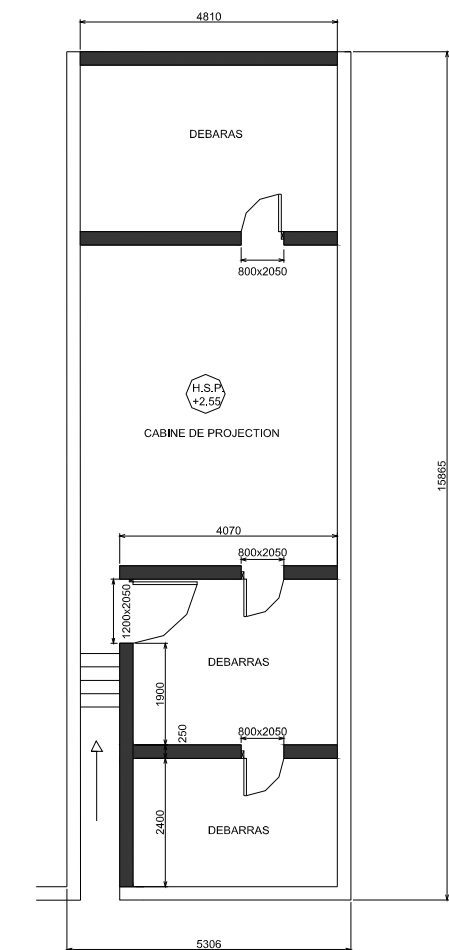 4810
DEBARAS
800x2050
H.S.P.
+2.55
CABINE DE PROJECTION
15865
4070
800x2050
1200x2050
DEBARRAS
1900
250
800x2050
2400
DEBARRAS
5306